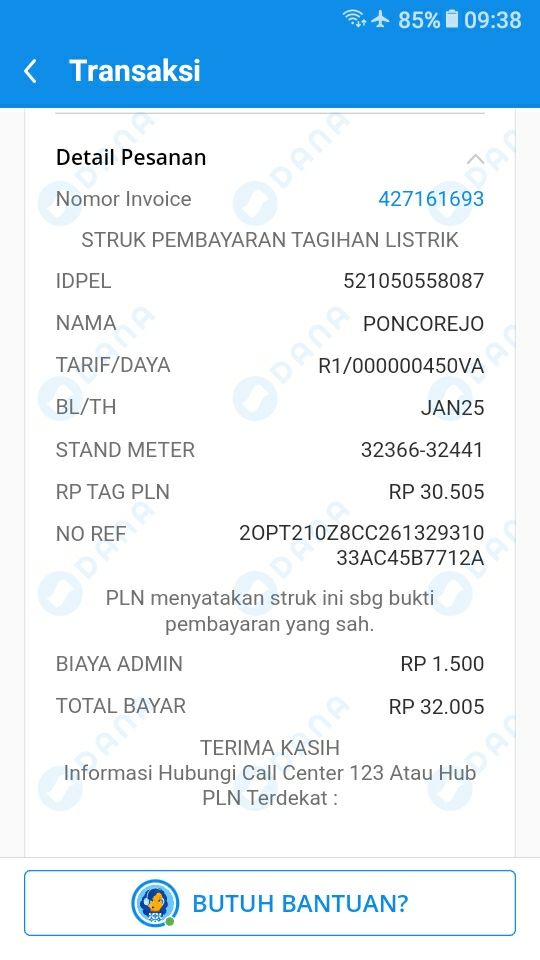 85% 09:38
Transaksi
Detail Pesanan
Nomor Invoice 427161693
STRUK PEMBAYARAN TAGIHAN LISTRIK
IDPEL 521050558087
NAMA PONCOREJO
TARIF/DAYA R1/000000450VA
BL/TH JAN25
STAND METER 32366-32441
RP TAG PLN RP 30.505
NO REF 2OPT210Z8CC261329310
33AC45B7712A
PLN menyatakan struk ini sbg bukti
pembayaran yang sah.
BIAYA ADMIN RP 1.500
TOTAL BAYAR RP 32.005
TERIMA KASIH
Informasi Hubungi Call Center 123 Atau Hub
PLN Terdekat :
BUTUH BANTUAN?
DANA